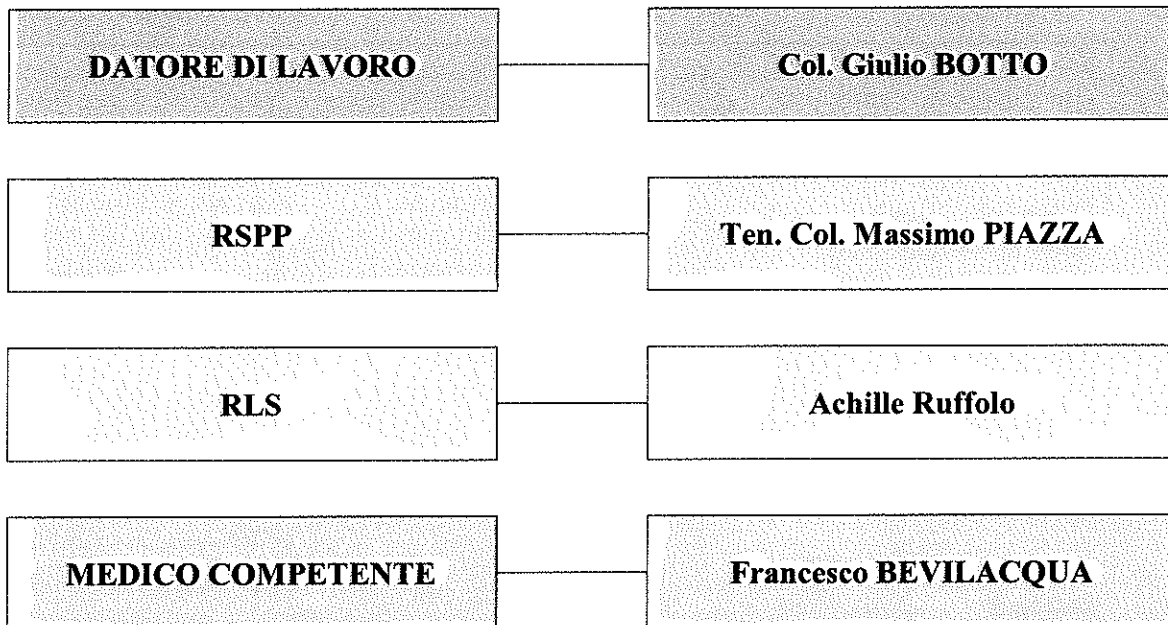 DATORE DI LAVORO
Col. Giulio BOTTO
RSPP
Ten. Col. Massimo PIAZZA
RLS
Achille Ruffolo
MEDICO COMPETENTE
Francesco BEVILACQUA